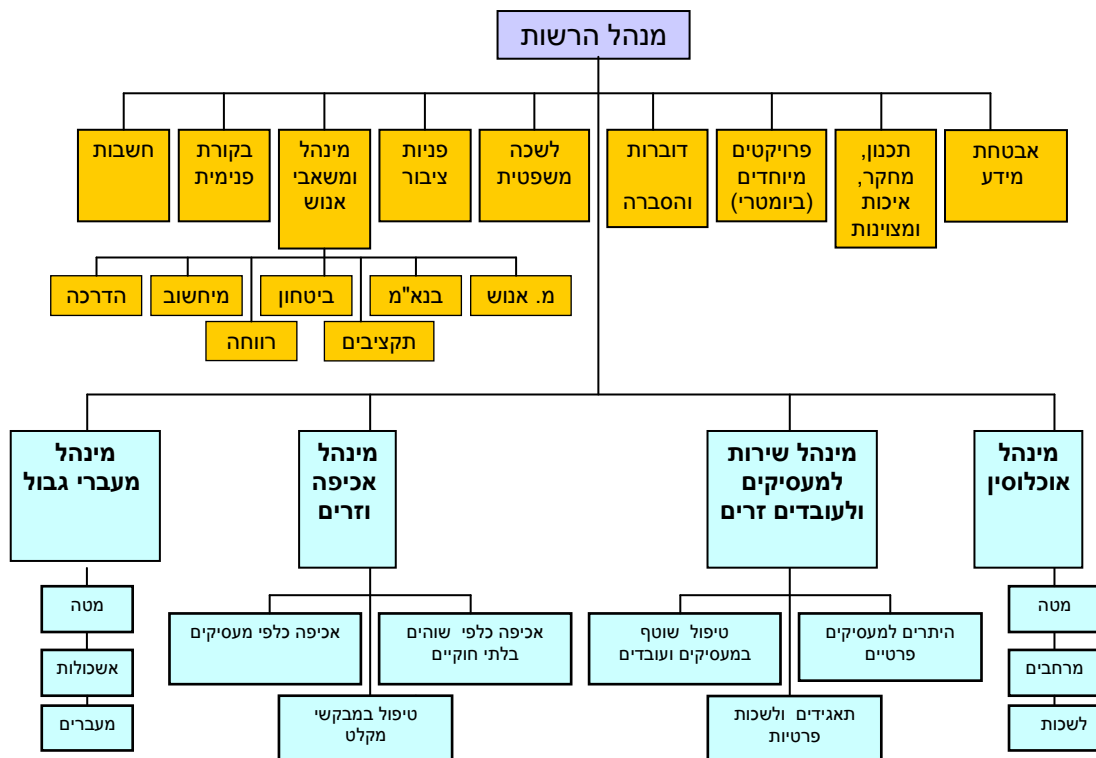 מנהל הרשות
אבטחת
מידע
תכנון,
מחקר,
איכות
ומצוינות
פרויקטים
מיוחדים
(ביומטרי)
דוברות
והסברה
לשכה
משפטית
פניות
ציבור
מינהל
ומשאבי
אנוש
בקורת
פנימית
חשבות
מ. אנוש
בנא"מ
ביטחון
מיחשוב
הדרכה
תקציבים
רווחה
מינהל
אוכלוסין
מינהל שירות
למעסיקים
ולעובדים זרים
מינהל
אכיפה
וזרים
מינהל
מעברי גבול
מטה
מרחבים
לשכות
היתרים למעסיקים
פרטיים
טיפול שוטף
במעסיקים ועובדים
תאגידים ולשכות
פרטיות
אכיפה כלפי שוהים
בלתי חוקיים
אכיפה כלפי מעסיקים
טיפול במבקשי
מקלט
מטה
אשכולות
מעברים